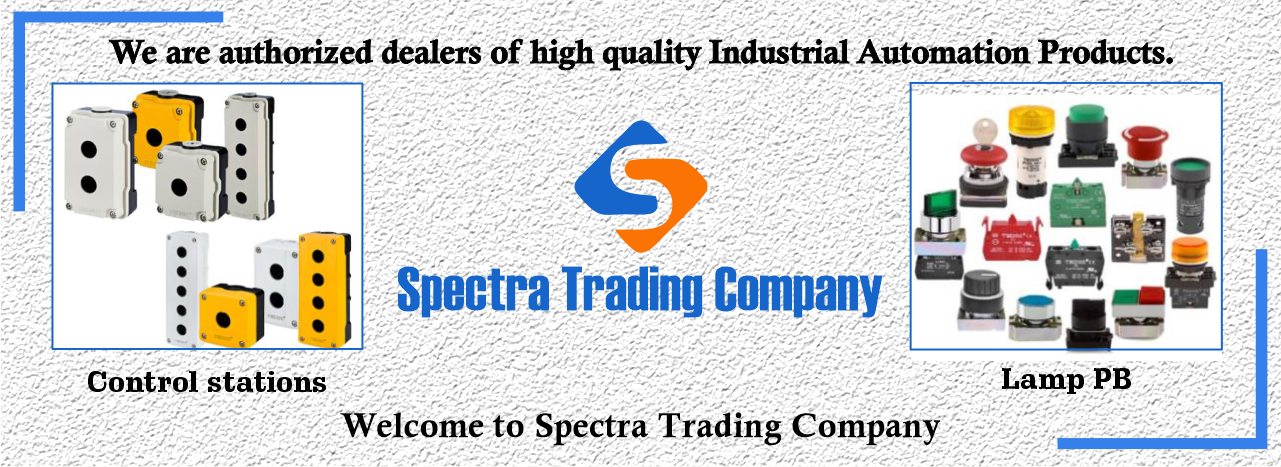 We are authorized dealers of high quality Industrial Automation Products.
Spectra Trading Company
Control stations
Lamp PB
Welcome to Spectra Trading Company